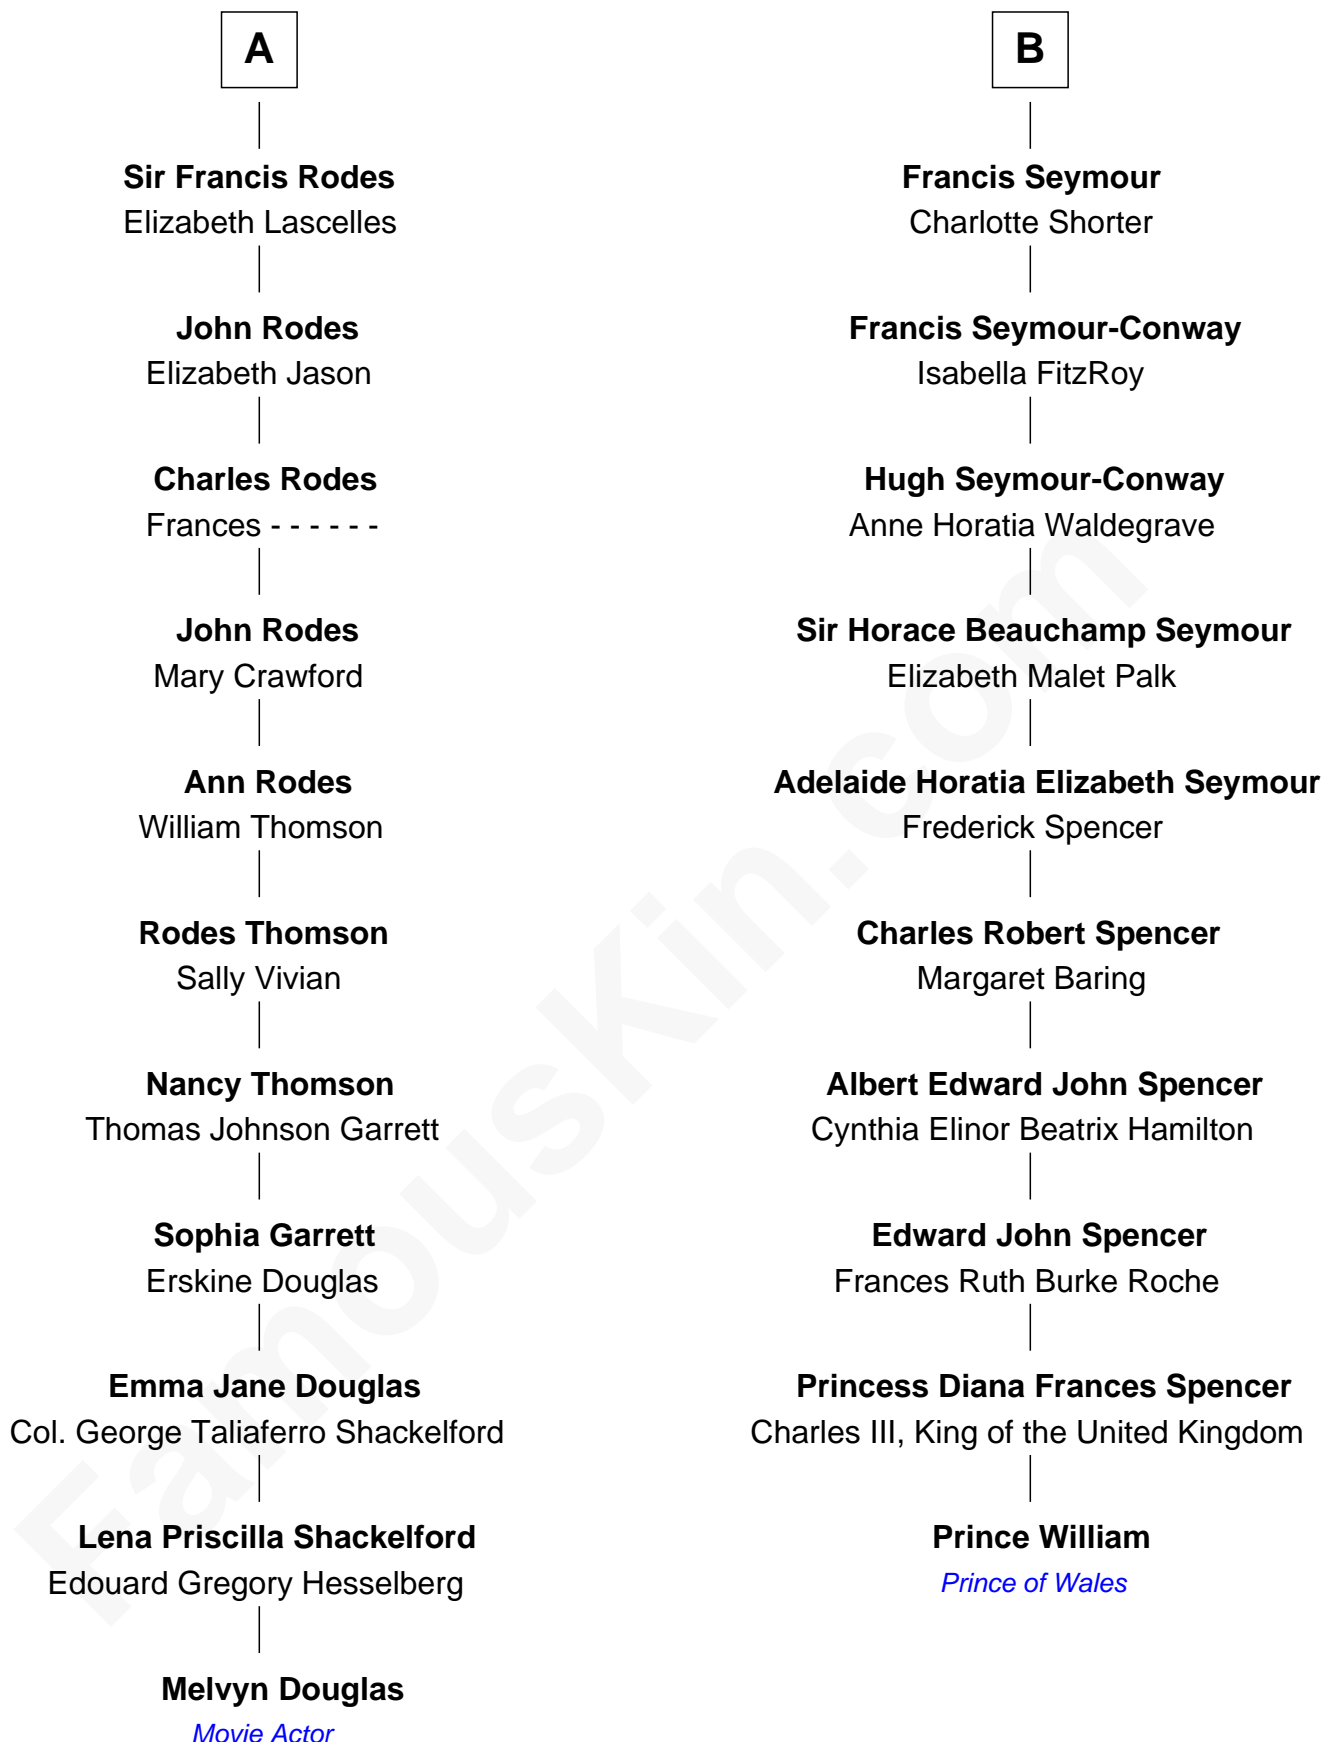 A
Sir Francis Rodes
Elizabeth Lascelles
John Rodes
Elizabeth Jason
Charles Rodes
Frances - - - - - -
John Rodes
Mary Crawford
Ann Rodes
William Thomson
Rodes Thomson
Sally Vivian
Nancy Thomson
Thomas Johnson Garrett
Sophia Garrett
Erskine Douglas
Emma Jane Douglas
Col. George Taliaferro Shackelford
Lena Priscilla Shackelford
Edouard Gregory Hesselberg
Melvyn Douglas
Movie Actor
B
Francis Seymour
Charlotte Shorter
Francis Seymour-Conway
Isabella FitzRoy
Hugh Seymour-Conway
Anne Horatia Waldegrave
Sir Horace Beauchamp Seymour
Elizabeth Malet Palk
Adelaide Horatia Elizabeth Seymour
Frederick Spencer
Charles Robert Spencer
Margaret Baring
Albert Edward John Spencer
Cynthia Elinor Beatrix Hamilton
Edward John Spencer
Frances Ruth Burke Roche
Princess Diana Frances Spencer
Charles III, King of the United Kingdom
Prince William
Prince of Wales
FamousKin.com